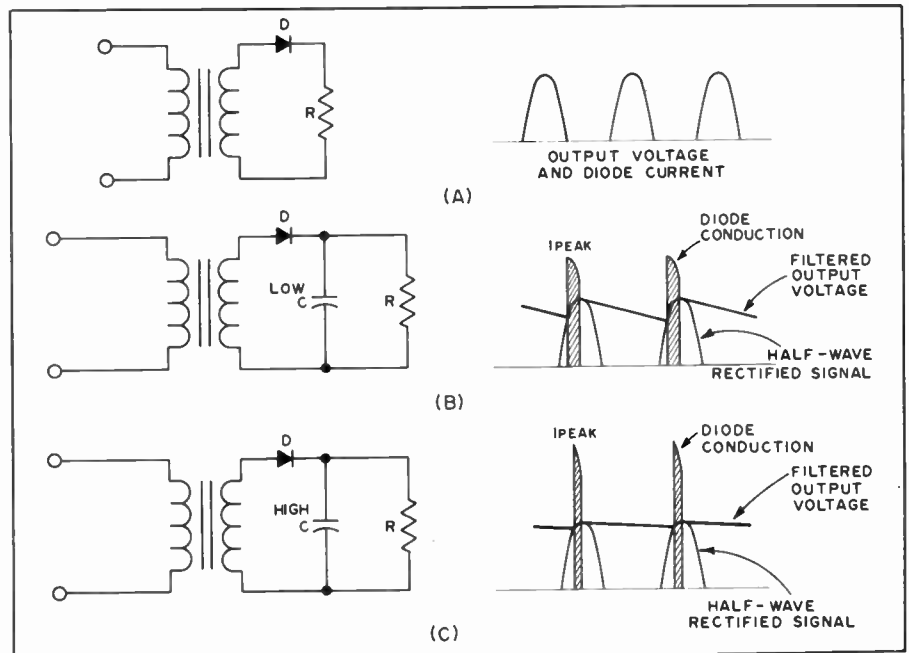 D
R
OUTPUT VOLTAGE
AND DIODE CURRENT
(A)
D
LOW
C
R
IPEAK
DIODE
CONDUCTION
FILTERED
OUTPUT
VOLTAGE
HALF-WAVE
RECTIFIED SIGNAL
(B)
D
HIGH
C
R
IPEAK
DIODE
CONDUCTION
FILTERED
OUTPUT
VOLTAGE
HALF-WAVE
RECTIFIED SIGNAL
(C)